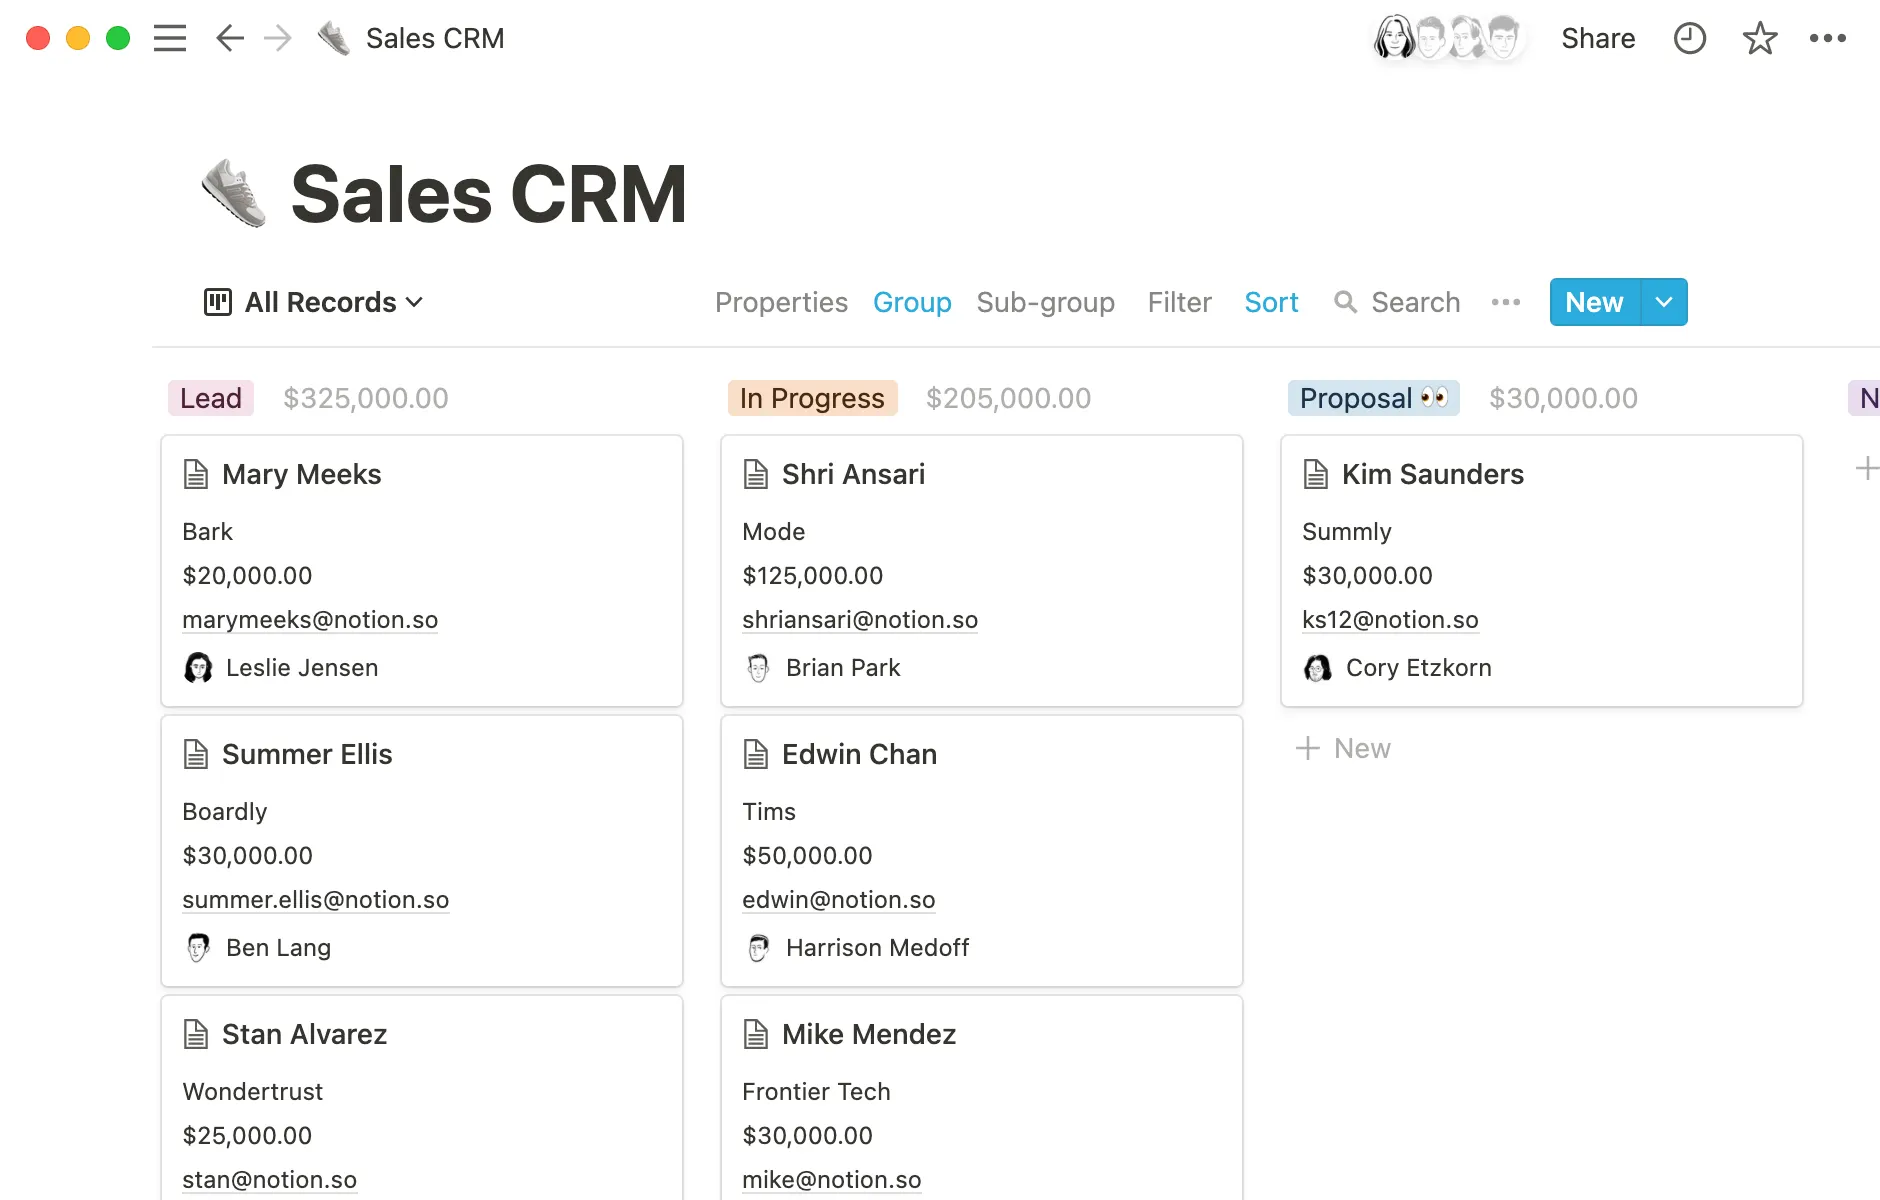 Sales CRM
Share
Sales CRM
All Records
Properties Group Sub-group Filter Sort Search New
Lead $325,000.00
Mary Meeks
Bark
$20,000.00
marymeeks@notion.so
Leslie Jensen
Summer Ellis
Boardly
$30,000.00
summer.ellis@notion.so
Ben Lang
Stan Alvarez
Wondertrust
$25,000.00
stan@notion.so
In Progress $205,000.00
Shri Ansari
Mode
$125,000.00
shriansari@notion.so
Brian Park
Edwin Chan
Tims
$50,000.00
edwin@notion.so
Harrison Medoff
Mike Mendez
Frontier Tech
$30,000.00
mike@notion.so
Proposal 👀 $30,000.00
Kim Saunders
Summly
$30,000.00
ks12@notion.so
Cory Etzkorn
+ New